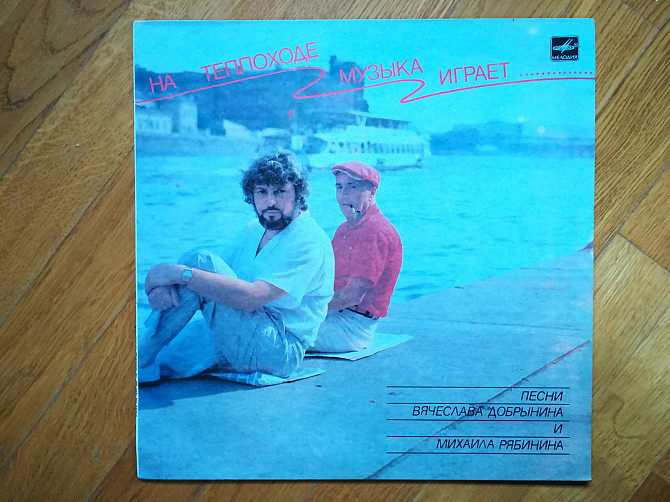 НА ТЕПЛОХОДЕ МУЗЫКА ИГРАЕТ ............
МЕЛОДИЯ
ПЕСНИ
ВЯЧЕСЛАВА ДОБРЫНИНА
И
МИХАИЛА РЯБИНИНА